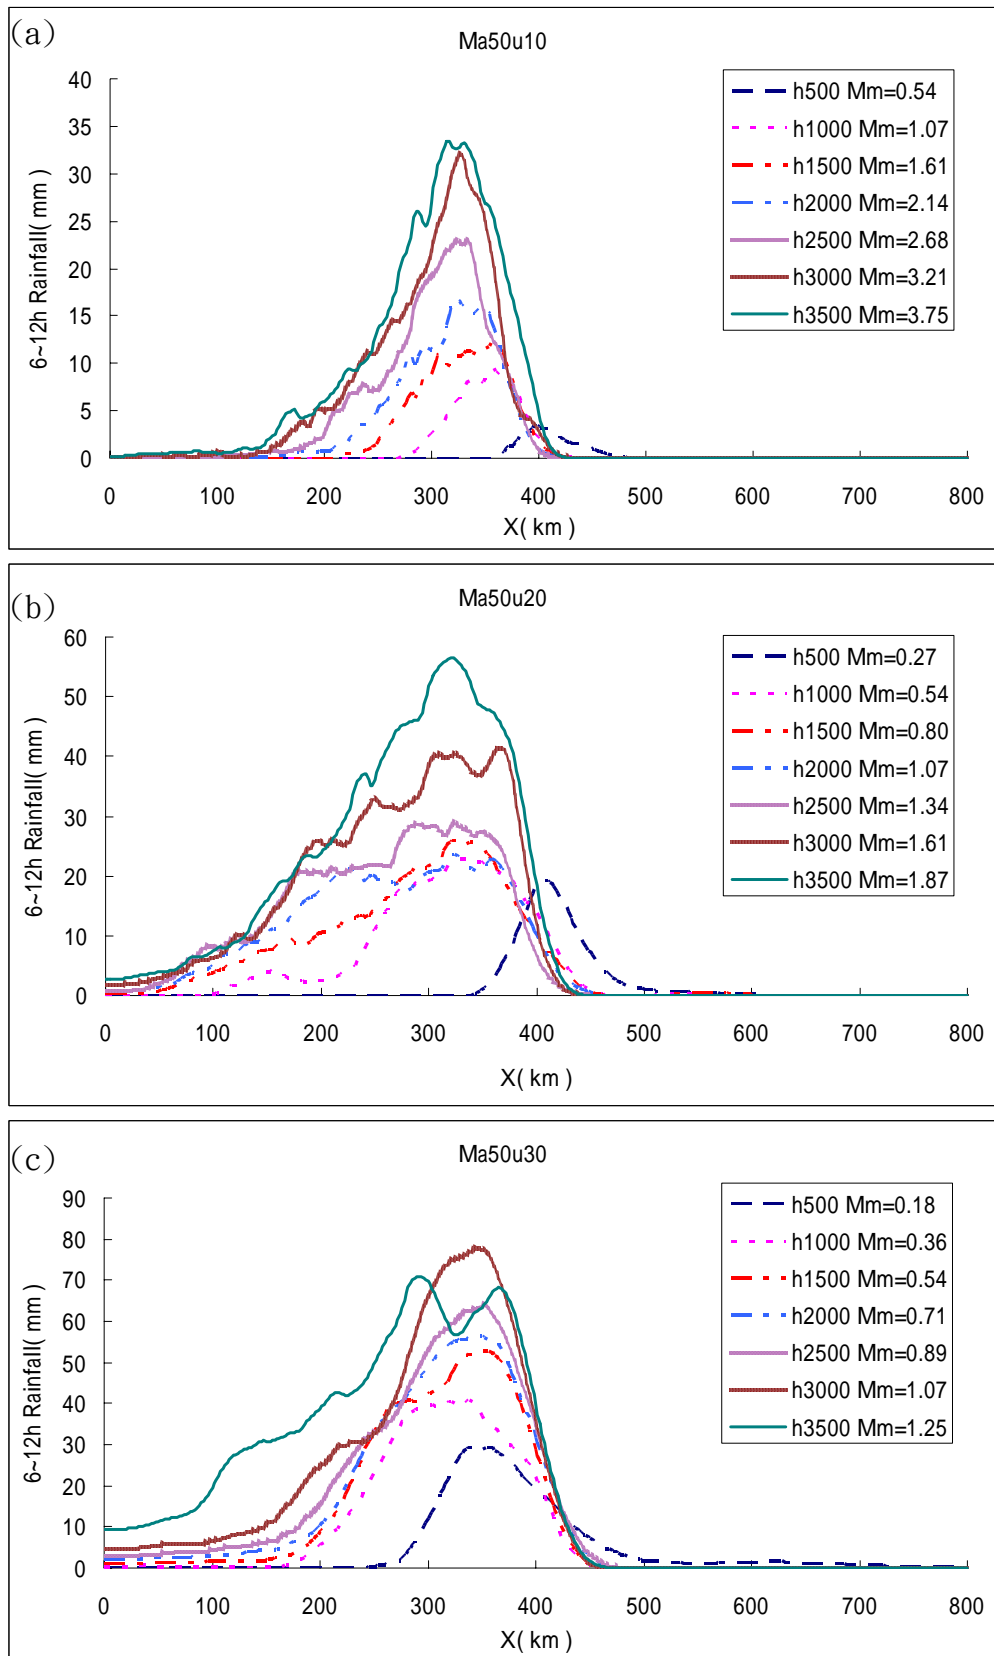 (a)
Ma50u10
6~12h Rainfall( mm )
40
35
30
25
20
15
10
5
0
0 100 200 300 400 500 600 700 800
X( km )
h500 Mm=0.54
h1000 Mm=1.07
h1500 Mm=1.61
h2000 Mm=2.14
h2500 Mm=2.68
h3000 Mm=3.21
h3500 Mm=3.75
(b)
Ma50u20
6~12h Rainfall( mm )
60
50
40
30
20
10
0
0 100 200 300 400 500 600 700 800
X( km )
h500 Mm=0.27
h1000 Mm=0.54
h1500 Mm=0.80
h2000 Mm=1.07
h2500 Mm=1.34
h3000 Mm=1.61
h3500 Mm=1.87
(c)
Ma50u30
6~12h Rainfall( mm )
90
80
70
60
50
40
30
20
10
0
0 100 200 300 400 500 600 700 800
X( km )
h500 Mm=0.18
h1000 Mm=0.36
h1500 Mm=0.54
h2000 Mm=0.71
h2500 Mm=0.89
h3000 Mm=1.07
h3500 Mm=1.25